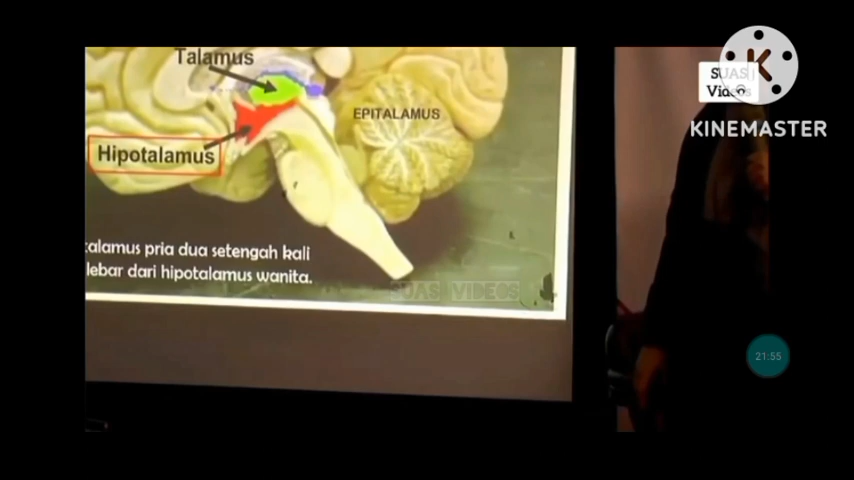 Talamus
EPITALAMUS
Hipotalamus
talamus pria dua setengah kali
lebar dari hipotalamus wanita.
SUAS VIDEOS
SUAS
Videos
KINEMASTER
21:55